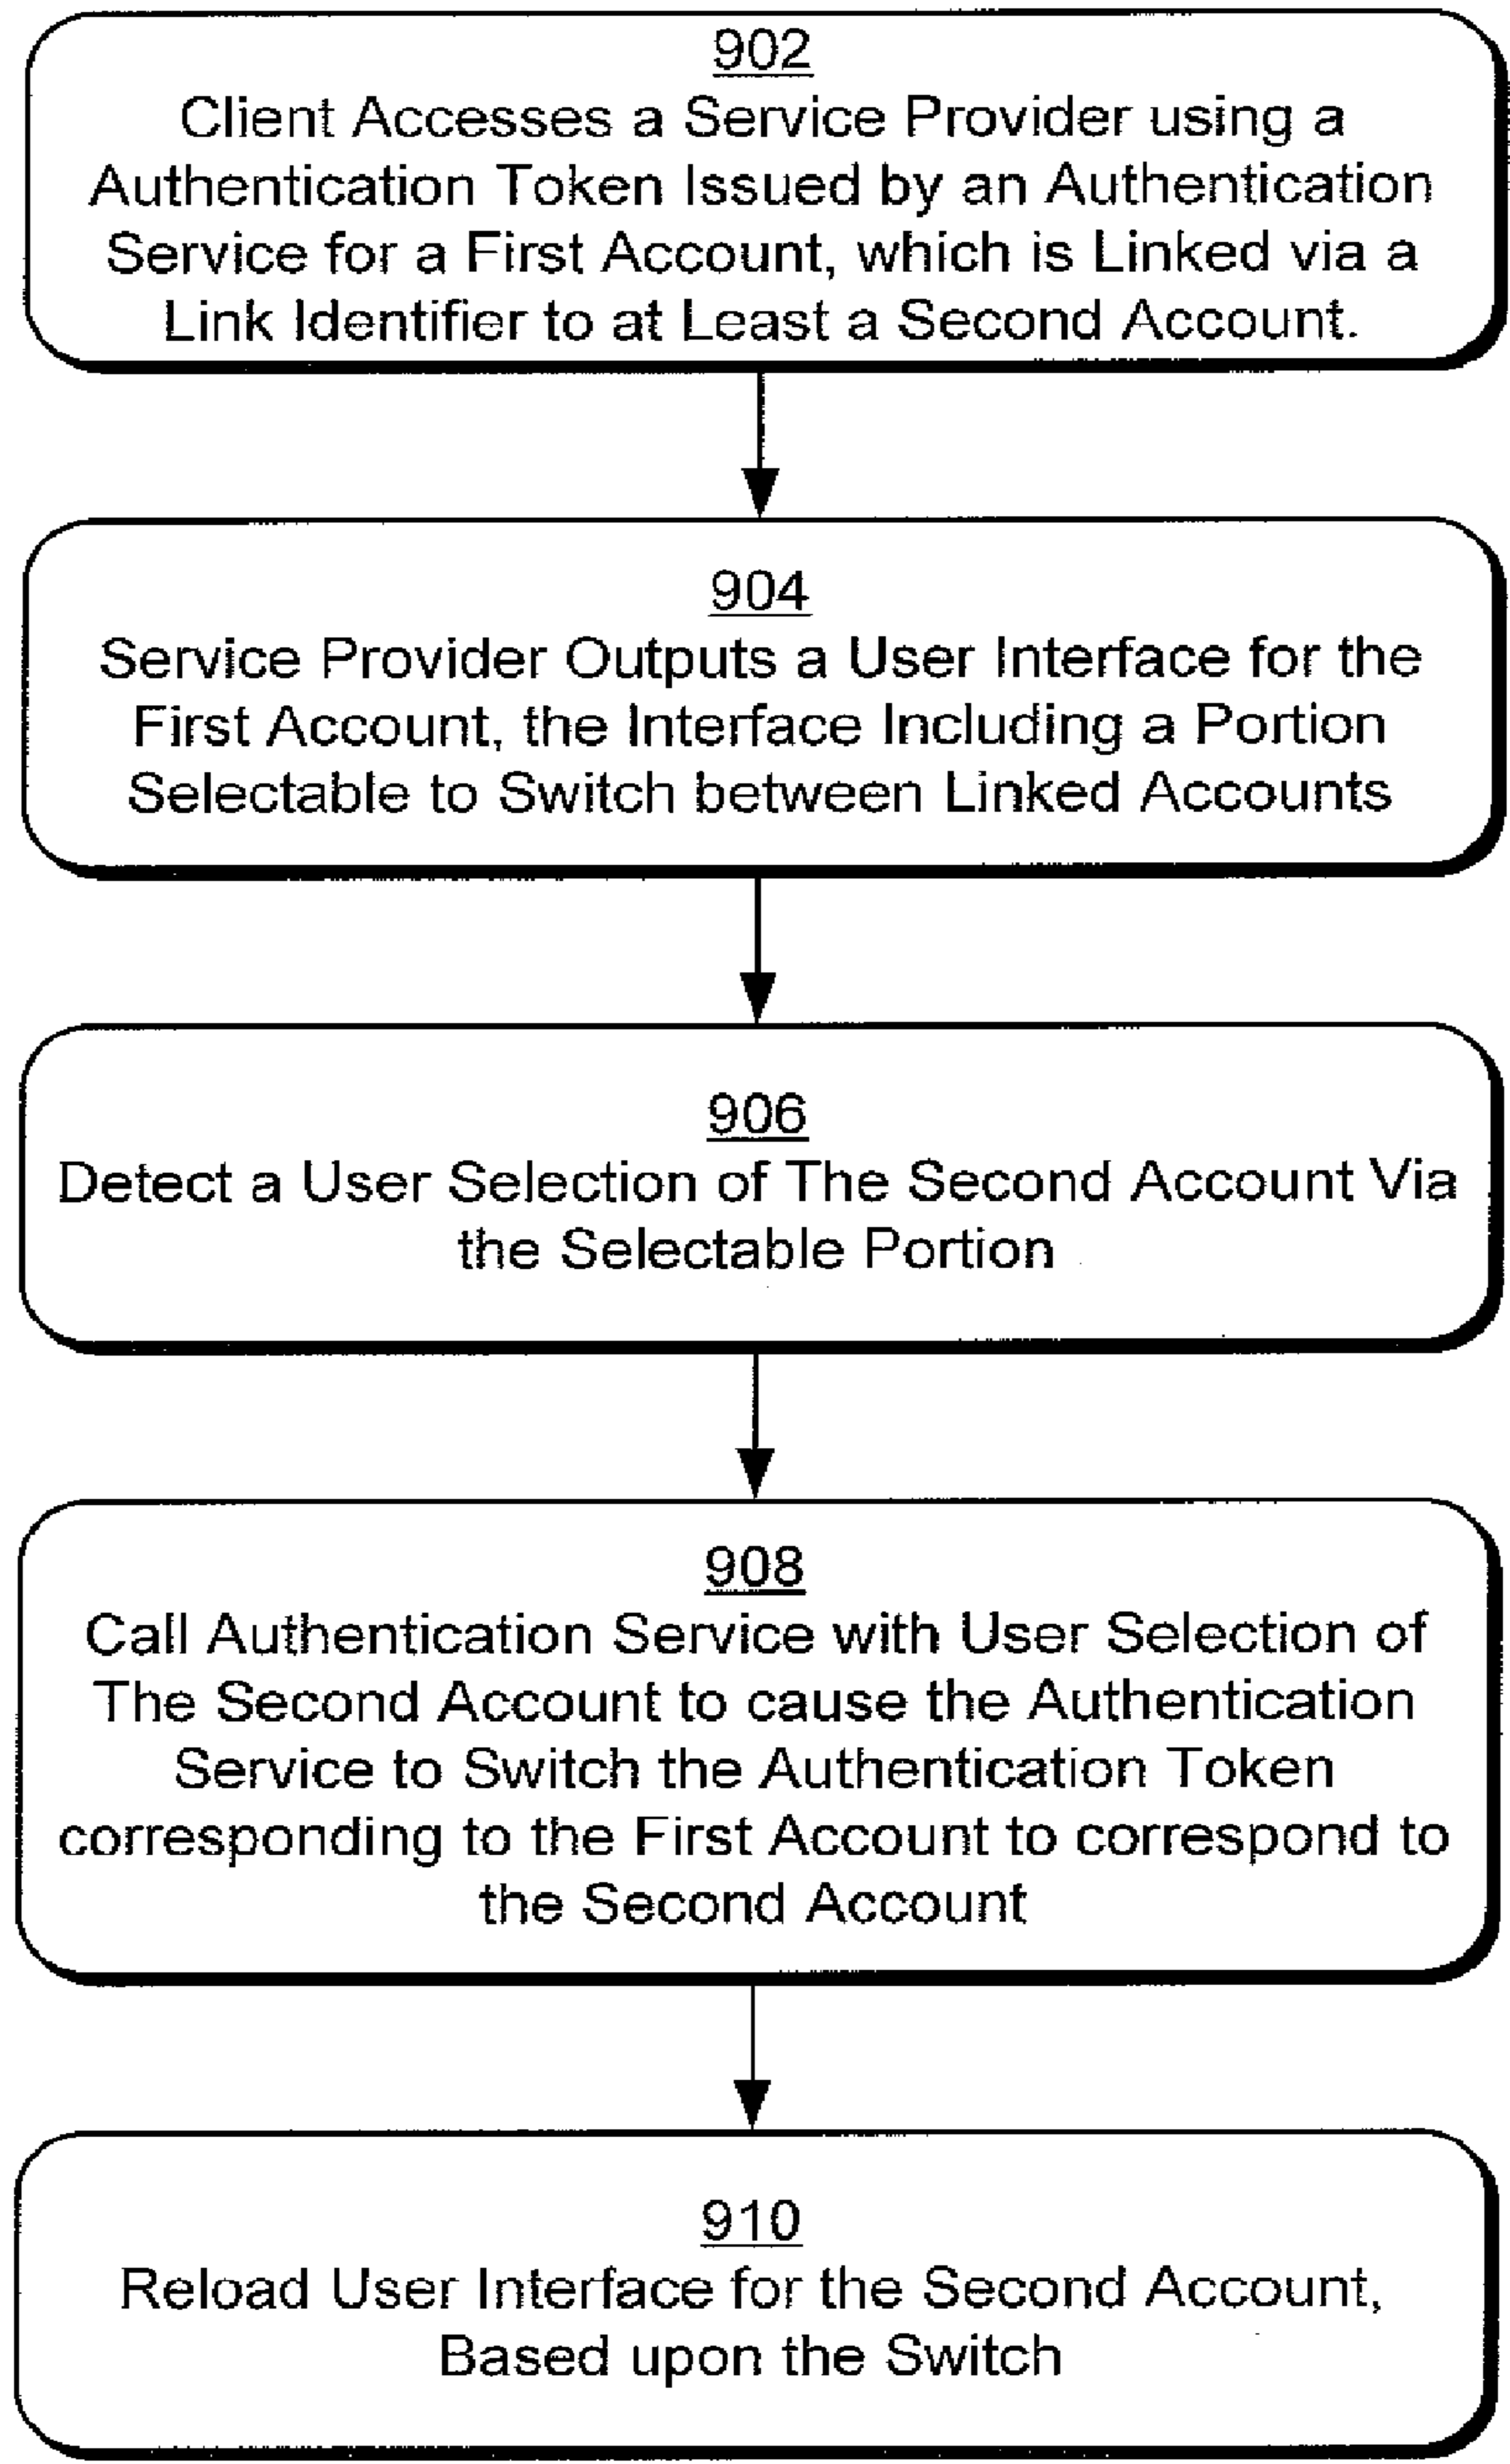 902
Client Accesses a Service Provider using a
Authentication Token Issued by an Authentication
Service for a First Account, which is Linked via a
Link Identifier to at Least a Second Account.
904
Service Provider Outputs a User Interface for the
First Account, the Interface Including a Portion
Selectable to Switch between Linked Accounts
906
Detect a User Selection of The Second Account Via
the Selectable Portion
908
Call Authentication Service with User Selection of
The Second Account to cause the Authentication
Service to Switch the Authentication Token
corresponding to the First Account to correspond to
the Second Account
910
Reload User Interface for the Second Account,
Based upon the Switch